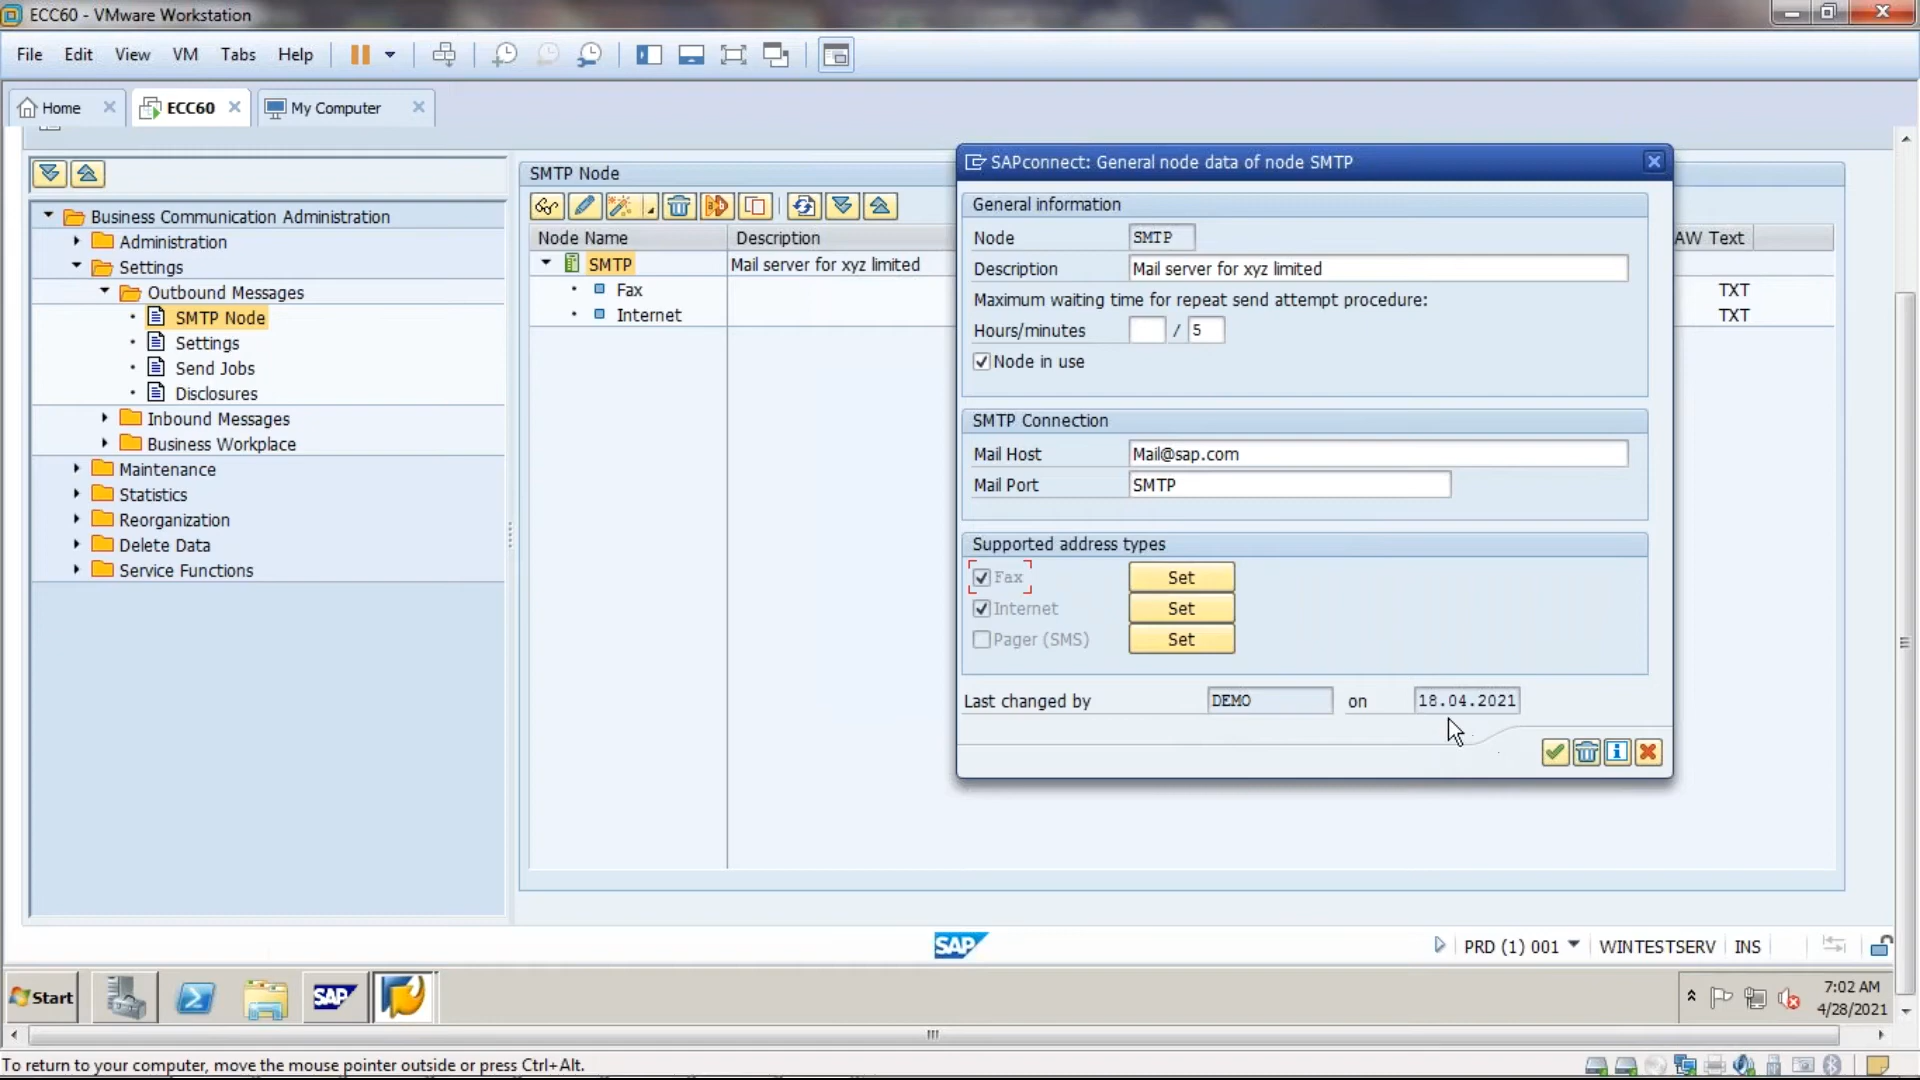 ECC60 - VMware Workstation
File Edit View VM Tabs Help
Home ECC60 My Computer
Business Communication Administration
Administration
Settings
Outbound Messages
SMTP Node
Settings
Send Jobs
Disclosures
Inbound Messages
Business Workplace
Maintenance
Statistics
Reorganization
Delete Data
Service Functions
SMTP Node
Node Name Description AW Text
SMTP Mail server for xyz limited
Fax TXT
Internet TXT
SAPconnect: General node data of node SMTP
General information
Node SMTP
Description Mail server for xyz limited
Maximum waiting time for repeat send attempt procedure:
Hours/minutes / 5
Node in use
SMTP Connection
Mail Host Mail@sap.com
Mail Port SMTP
Supported address types
Fax Set
Internet Set
Pager (SMS) Set
Last changed by DEMO on 18.04.2021
SAP PRD (1) 001 WINTESTSERV INS
Start SAP 7:02 AM
4/28/2021
To return to your computer, move the mouse pointer outside or press Ctrl+Alt.